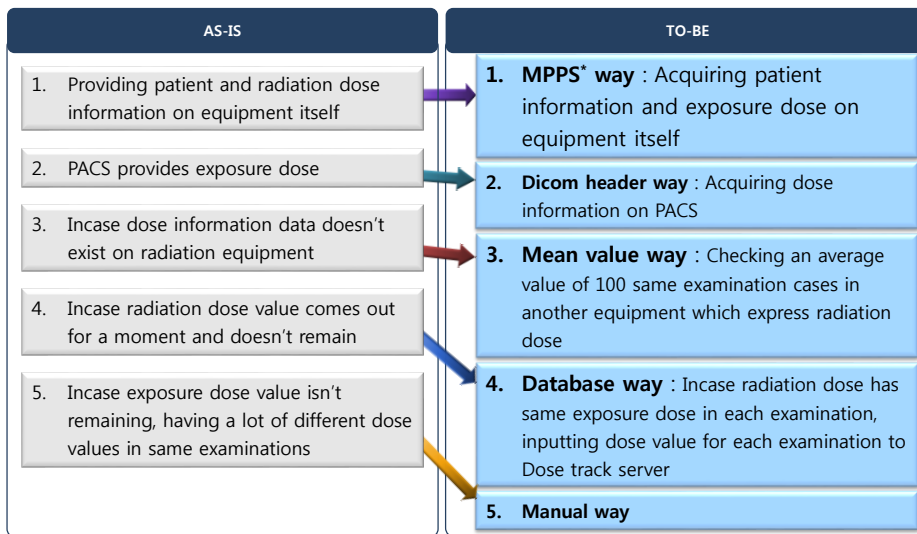 AS-IS
1. Providing patient and radiation dose
information on equipment itself
2. PACS provides exposure dose
3. Incase dose information data doesn't
exist on radiation equipment
4. Incase radiation dose value comes out
for a moment and doesn't remain
5. Incase exposure dose value isn't
remaining, having a lot of different dose
values in same examinations
TO-BE
1. MPPS* way : Acquiring patient
information and exposure dose on
equipment itself
2. Dicom header way : Acquiring dose
information on PACS
3. Mean value way : Checking an average
value of 100 same examination cases in
another equipment which express radiation
dose
4. Database way : Incase radiation dose has
same exposure dose in each examination,
inputting dose value for each examination to
Dose track server
5. Manual way